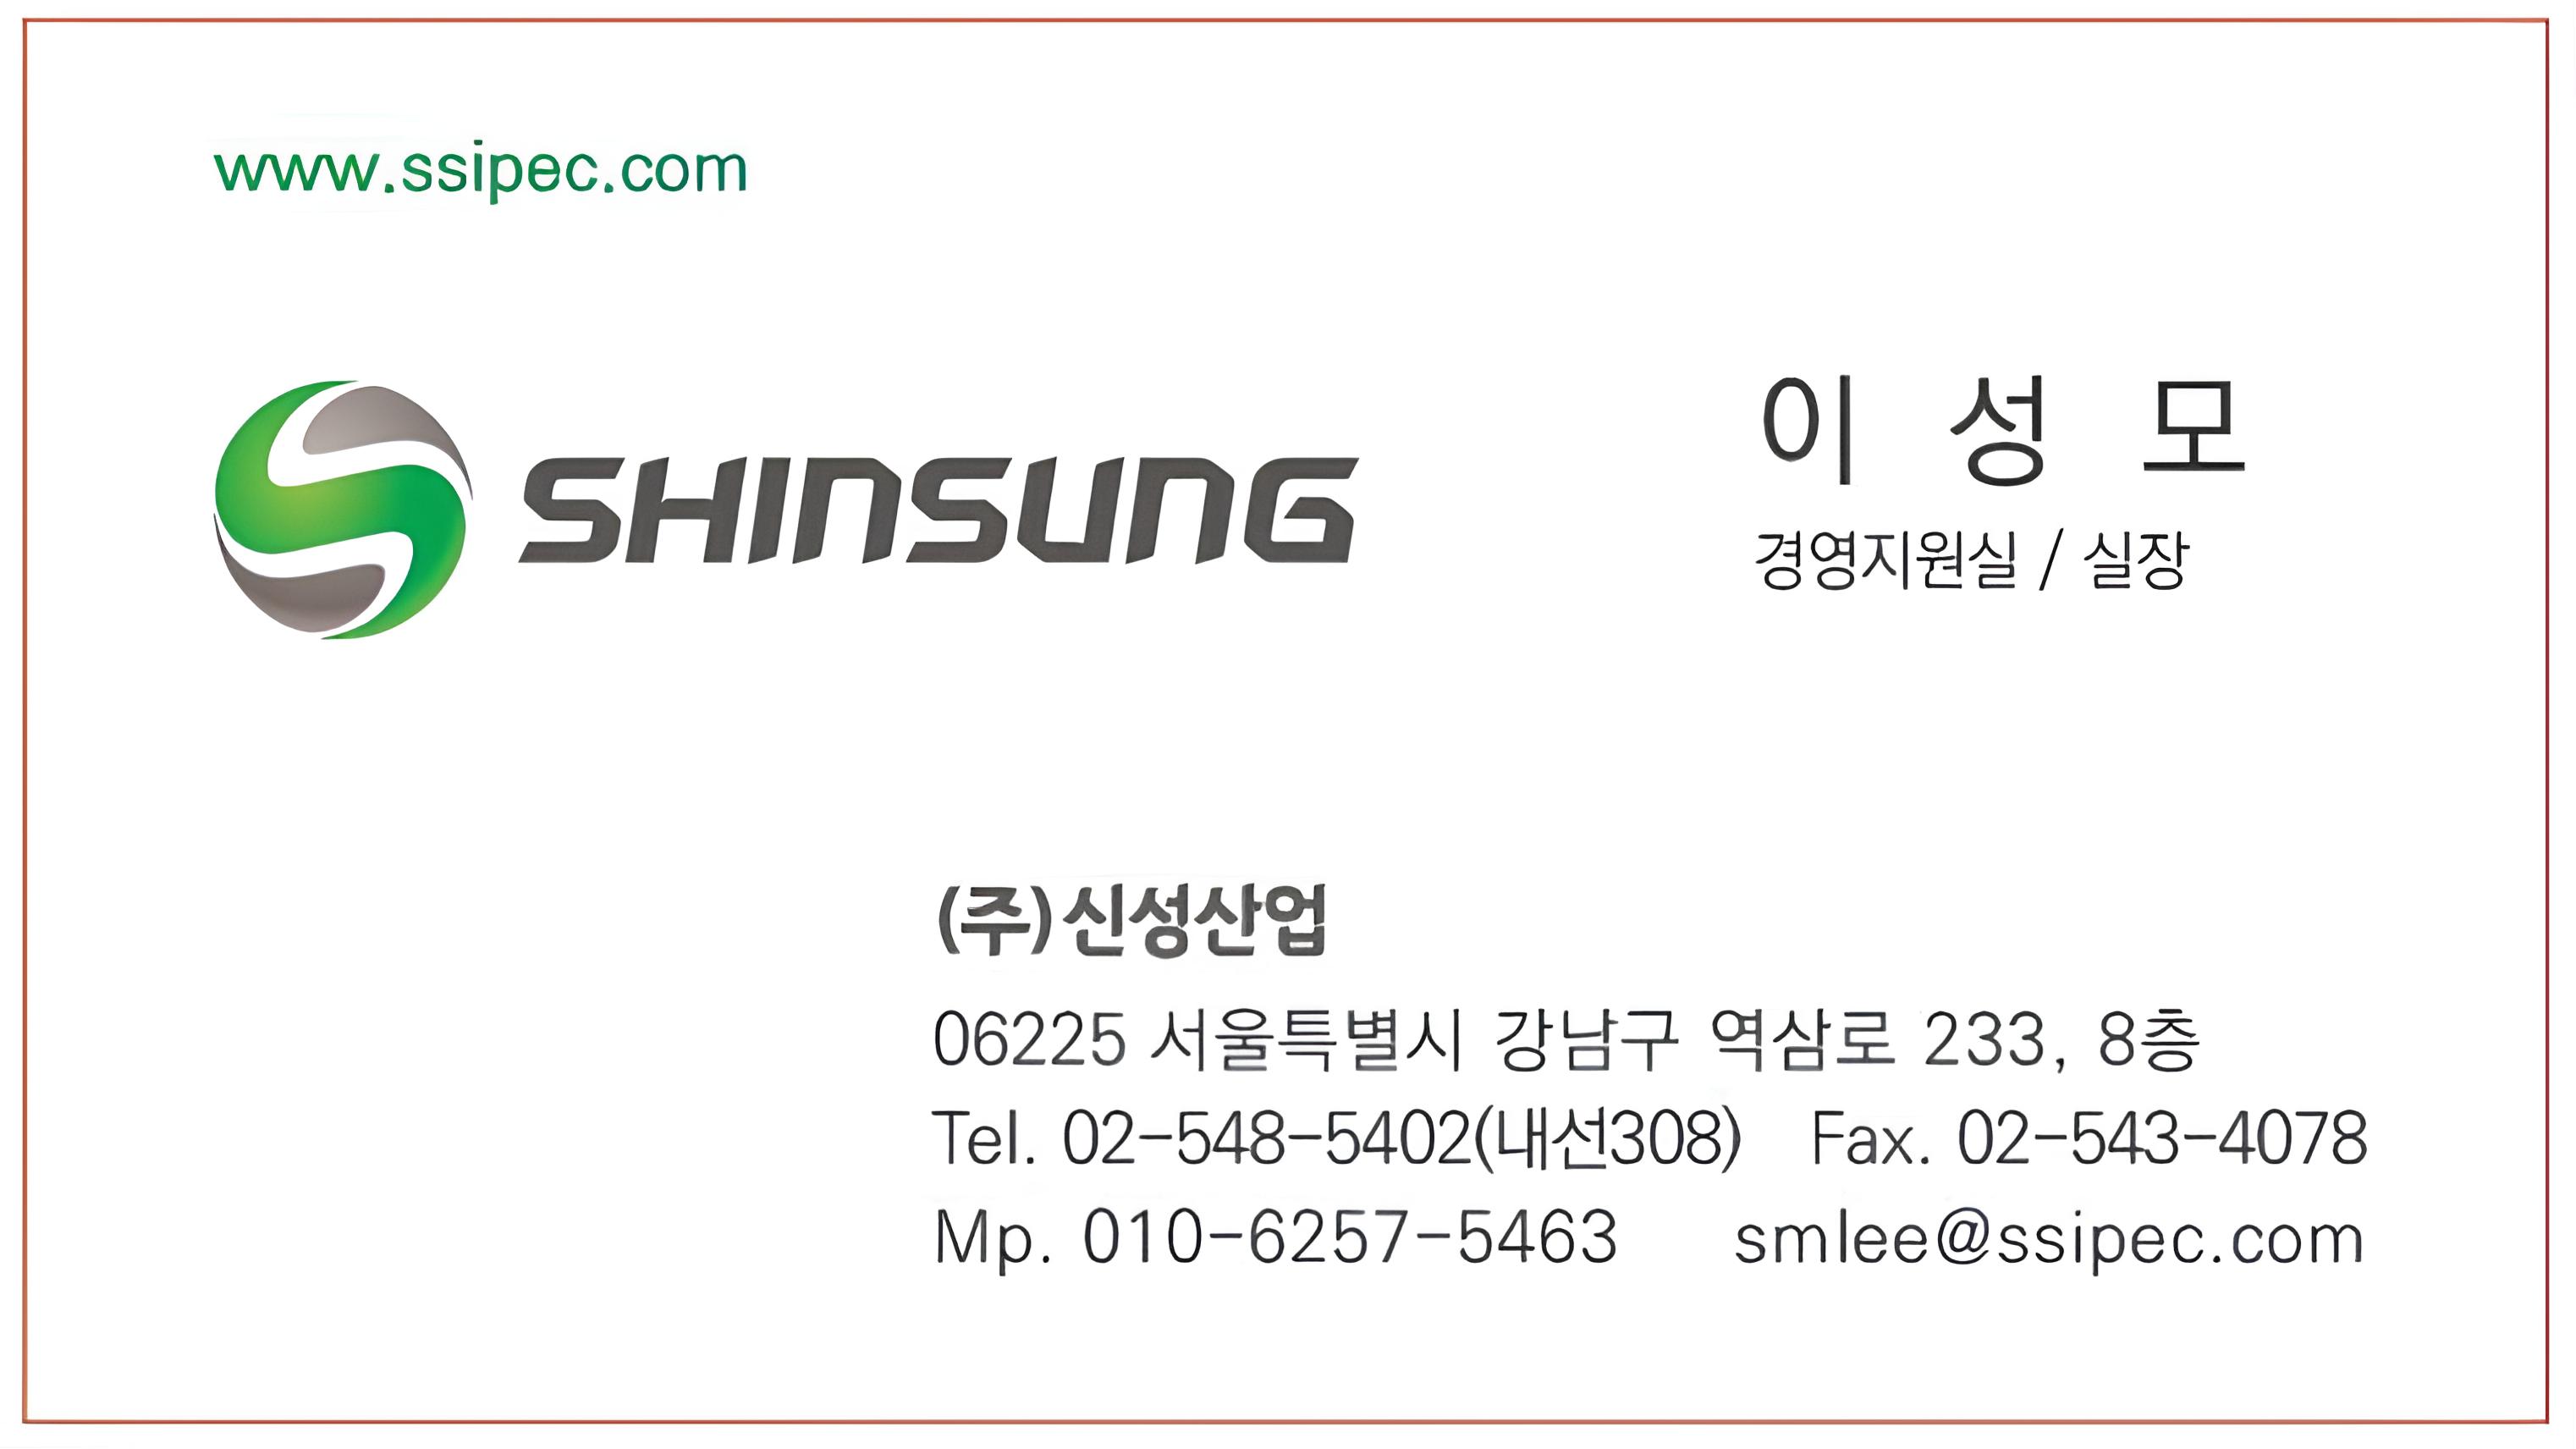 www.ssipec.com
SHINSUNG
이 성 모
경영지원실 / 실장
(주)신성산업
06225 서울특별시 강남구 역삼로 233, 8층
Tel. 02-548-5402(내선308) Fax. 02-543-4078
Mp. 010-6257-5463 smlee@ssipec.com